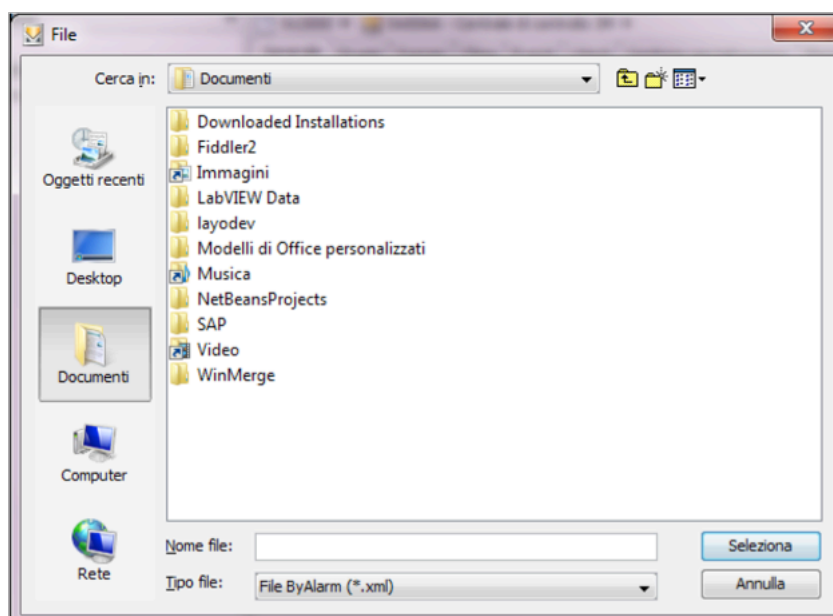 File
Cerca in:
Documenti
Oggetti recenti
Desktop
Documenti
Computer
Rete
Downloaded Installations
Fiddler2
Immagini
LabVIEW Data
layodev
Modelli di Office personalizzati
Musica
NetBeansProjects
SAP
Video
WinMerge
Nome file:
Seleziona
Tipo file:
File ByAlarm (*.xml)
Annulla